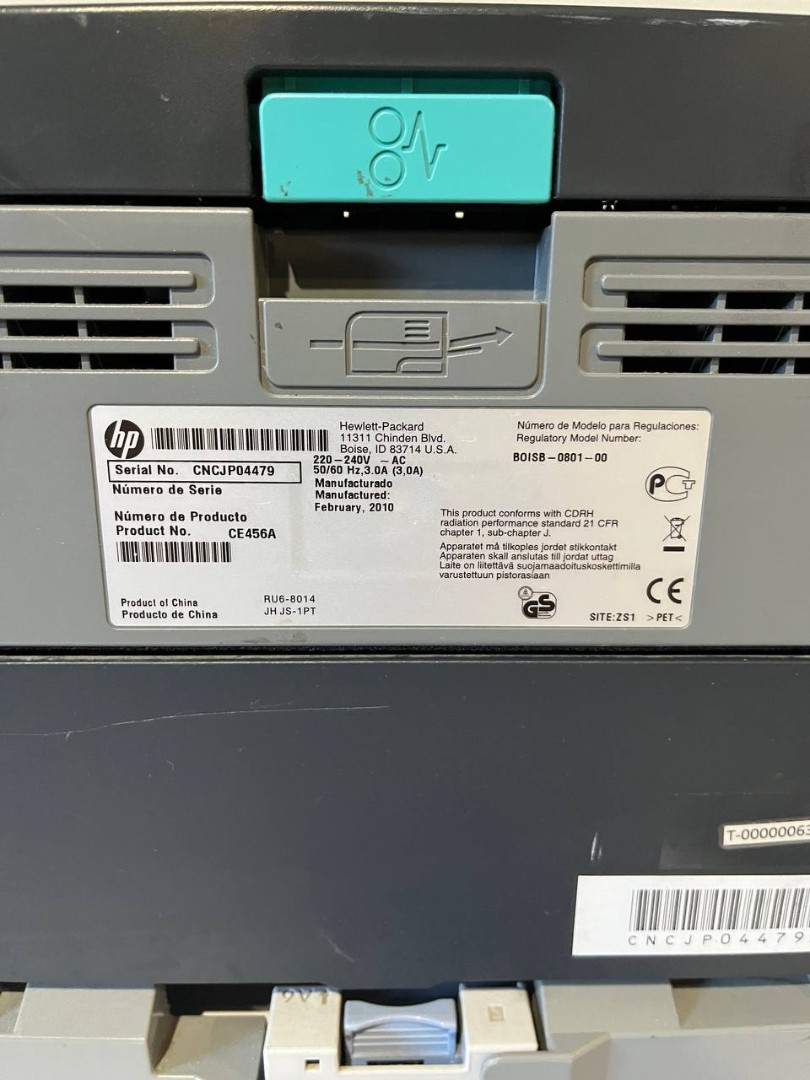 hp
Hewlett-Packard
11311 Chinden Blvd.
Boise, ID 83714 U.S.A.
220-240V ~ AC
50/60 Hz,3.0A (3,0A)
Manufacturado
Manufactured:
February, 2010
Serial No. CNCJP04479
Número de Serie
Número de Producto
Product No. CE456A
Product of China
Producto de China
RU6-8014
JHJS-1PT
Número de Modelo para Regulaciones:
Regulatory Model Number:
BOISB-0801-00
PCT
This product conforms with CDRH
radiation performance standard 21 CFR
chapter 1, sub-chapter J.
Apparatet må tilkoples jordet stikkontakt
Apparaten skall anslutas till jordat uttag
Laite on liitettävä suojamaadoituskoskettimilla
varustettuun pistorasiaan
GS
CE
SITE:ZS1 >PET<
T-00000063
CNCJP04479